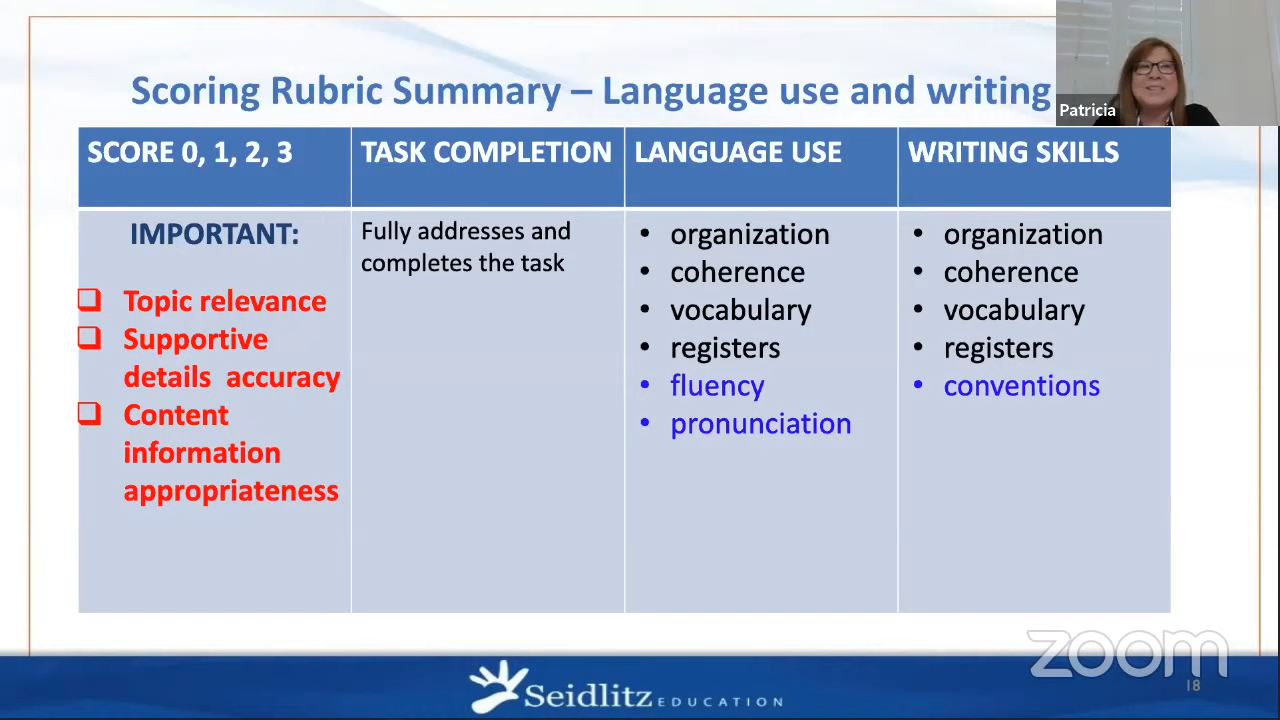 Scoring Rubric Summary – Language use and writing
Patricia
SCORE 0, 1, 2, 3
TASK COMPLETION
LANGUAGE USE
WRITING SKILLS
IMPORTANT:
❑ Topic relevance
❑ Supportive
details accuracy
❑ Content
information
appropriateness
Fully addresses and
completes the task
• organization
• coherence
• vocabulary
• registers
• fluency
• pronunciation
• organization
• coherence
• vocabulary
• registers
• conventions
zoom
Seidlitz EDUCATION
18